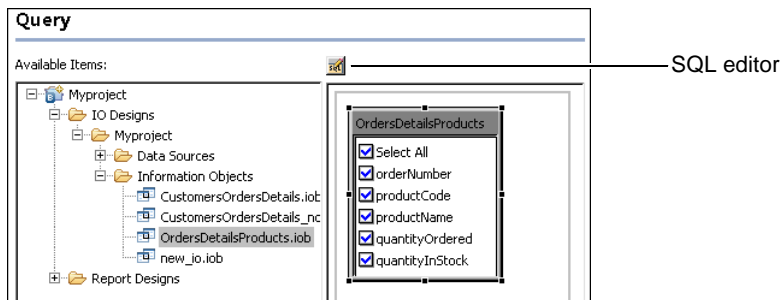 Query
Available Items:
SQL editor
Myproject
IO Designs
Myproject
Data Sources
Information Objects
CustomersOrdersDetails.iob
CustomersOrdersDetails_nc
OrdersDetailsProducts.iob
new_io.iob
Report Designs
OrdersDetailsProducts
Select All
orderNumber
productCode
productName
quantityOrdered
quantityInStock